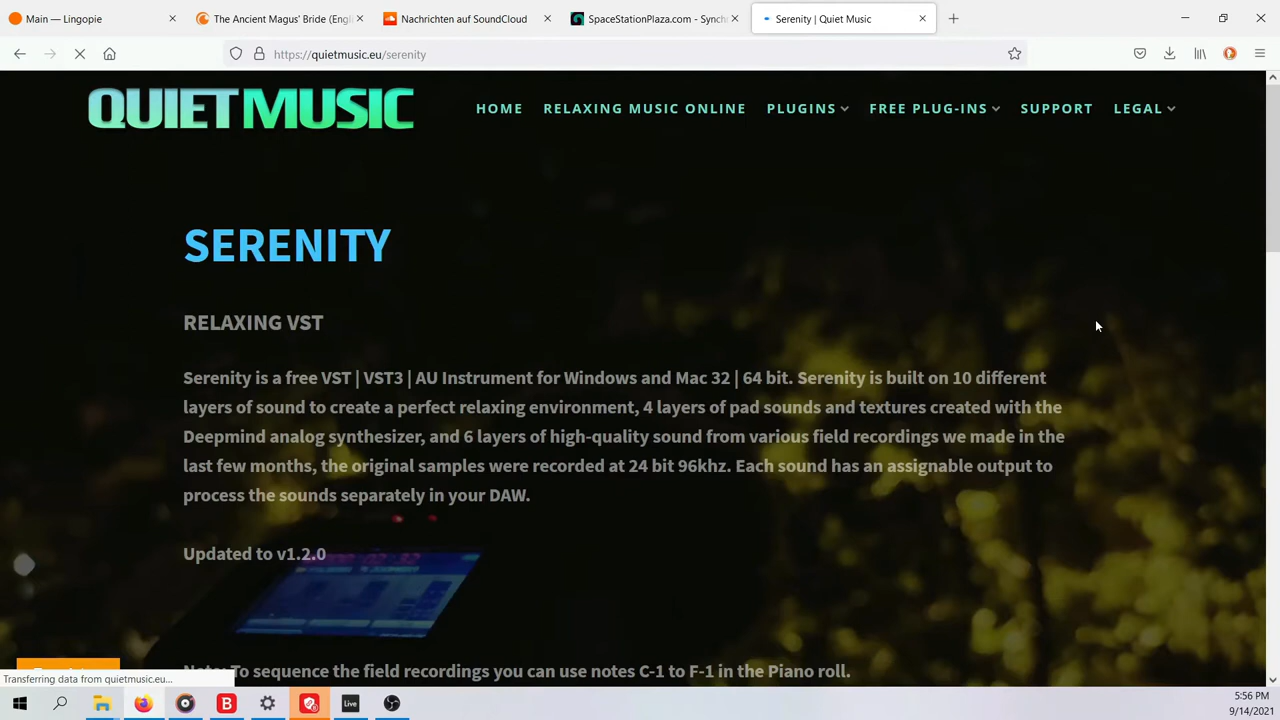 Main — Lingopie
The Ancient Magus' Bride (Engl
Nachrichten auf SoundCloud
SpaceStationPlaza.com - Synch
Serenity | Quiet Music
https://quietmusic.eu/serenity
QUIETMUSIC
HOME RELAXING MUSIC ONLINE PLUGINS FREE PLUG-INS SUPPORT LEGAL
SERENITY
RELAXING VST
Serenity is a free VST | VST3 | AU Instrument for Windows and Mac 32 | 64 bit. Serenity is built on 10 different
layers of sound to create a perfect relaxing environment, 4 layers of pad sounds and textures created with the
Deepmind analog synthesizer, and 6 layers of high-quality sound from various field recordings we made in the
last few months, the original samples were recorded at 24 bit 96khz. Each sound has an assignable output to
process the sounds separately in your DAW.
Updated to v1.2.0
Note: To sequence the field recordings you can use notes C-1 to F-1 in the Piano roll.
Transferring data from quietmusic.eu...
Live
5:56 PM
9/14/2021